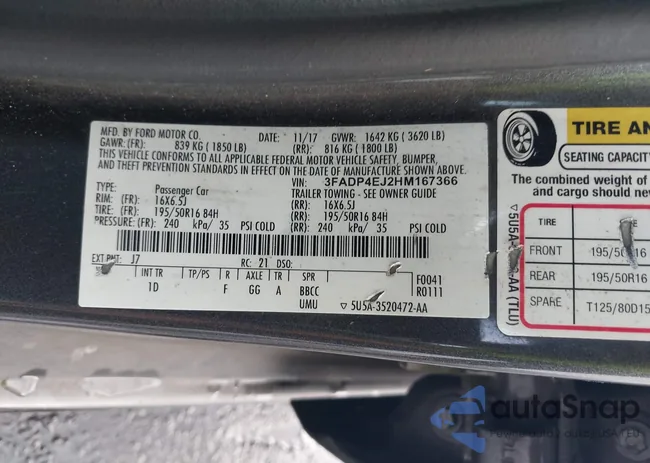 MFD. BY FORD MOTOR CO.
DATE: 11/17 GVWR: 1642 KG ( 3620 LB)
GAWR: (FR): 839 KG ( 1850 LB) (RR): 816 KG ( 1800 LB)
THIS VEHICLE CONFORMS TO ALL APPLICABLE FEDERAL MOTOR VEHICLE SAFETY, BUMPER,
AND THEFT PREVENTION STANDARDS IN EFFECT ON THE DATE OF MANUFACTURE SHOWN ABOVE.
VIN: 3FADP4EJ2HM167366
TYPE: Passenger Car TRAILER TOWING - SEE OWNER GUIDE
RIM: (FR): 16X6.5J (RR): 16X6.5J
TIRE: (FR): 195/50R16 84H (RR): 195/50R16 84H
PRESSURE: (FR): 240 kPa/ 35 PSI COLD (RR): 240 kPa/ 35 PSI COLD
EXT PNT: J7 RC: 21 DSO:
INT TR TP/PS R AXLE TR SPR F0041
1D F GG A BBCC R0111
UMU ▽ 5U5A-3520472-AA
TIRE AN
SEATING CAPACITY
The combined weight of
and cargo should neve
TIRE
FRONT 195/50R16
REAR 195/50R16
SPARE T125/80D15
▽ 5U5A- -AA (TLU)
autoSnap